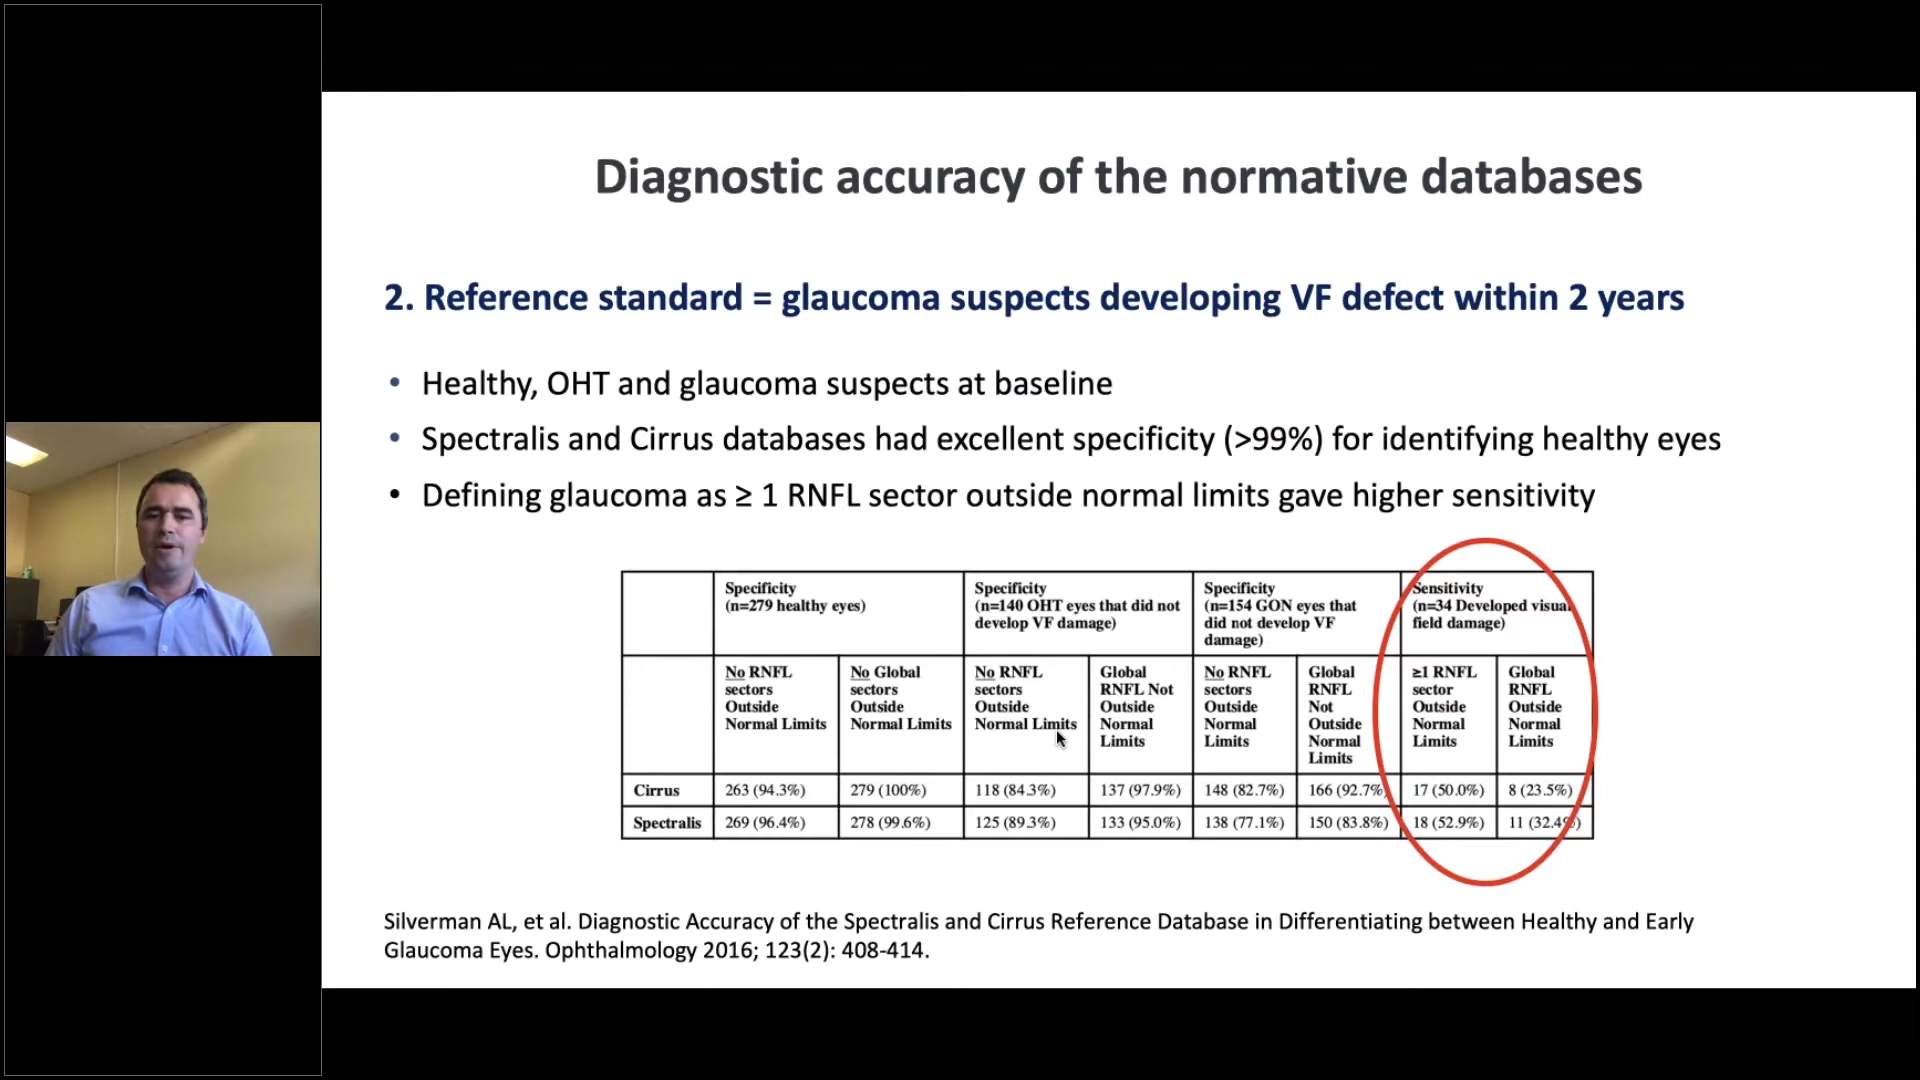 Diagnostic accuracy of the normative databases
2. Reference standard = glaucoma suspects developing VF defect within 2 years
• Healthy, OHT and glaucoma suspects at baseline
• Spectralis and Cirrus databases had excellent specificity (>99%) for identifying healthy eyes
• Defining glaucoma as ≥ 1 RNFL sector outside normal limits gave higher sensitivity
Specificity
(n=279 healthy eyes)
Specificity
(n=140 OHT eyes that did not
develop VF damage)
Specificity
(n=154 GON eyes that
did not develop VF
damage)
Sensitivity
(n=34 Developed visual
field damage)
No RNFL
sectors
Outside
Normal Limits
No Global
sectors
Outside
Normal Limits
No RNFL
sectors
Outside
Normal Limits
Global
RNFL Not
Outside
Normal
Limits
No RNFL
sectors
Outside
Normal
Limits
Global
RNFL
Not
Outside
Normal
Limits
≥1 RNFL
sector
Outside
Normal
Limits
Global
RNFL
Outside
Normal
Limits
Cirrus 263 (94.3%) 279 (100%) 118 (84.3%) 137 (97.9%) 148 (82.7%) 166 (92.7%) 17 (50.0%) 8 (23.5%)
Spectralis 269 (96.4%) 278 (99.6%) 125 (89.3%) 133 (95.0%) 138 (77.1%) 150 (83.8%) 18 (52.9%) 11 (32.4%)
Silverman AL, et al. Diagnostic Accuracy of the Spectralis and Cirrus Reference Database in Differentiating between Healthy and Early
Glaucoma Eyes. Ophthalmology 2016; 123(2): 408-414.